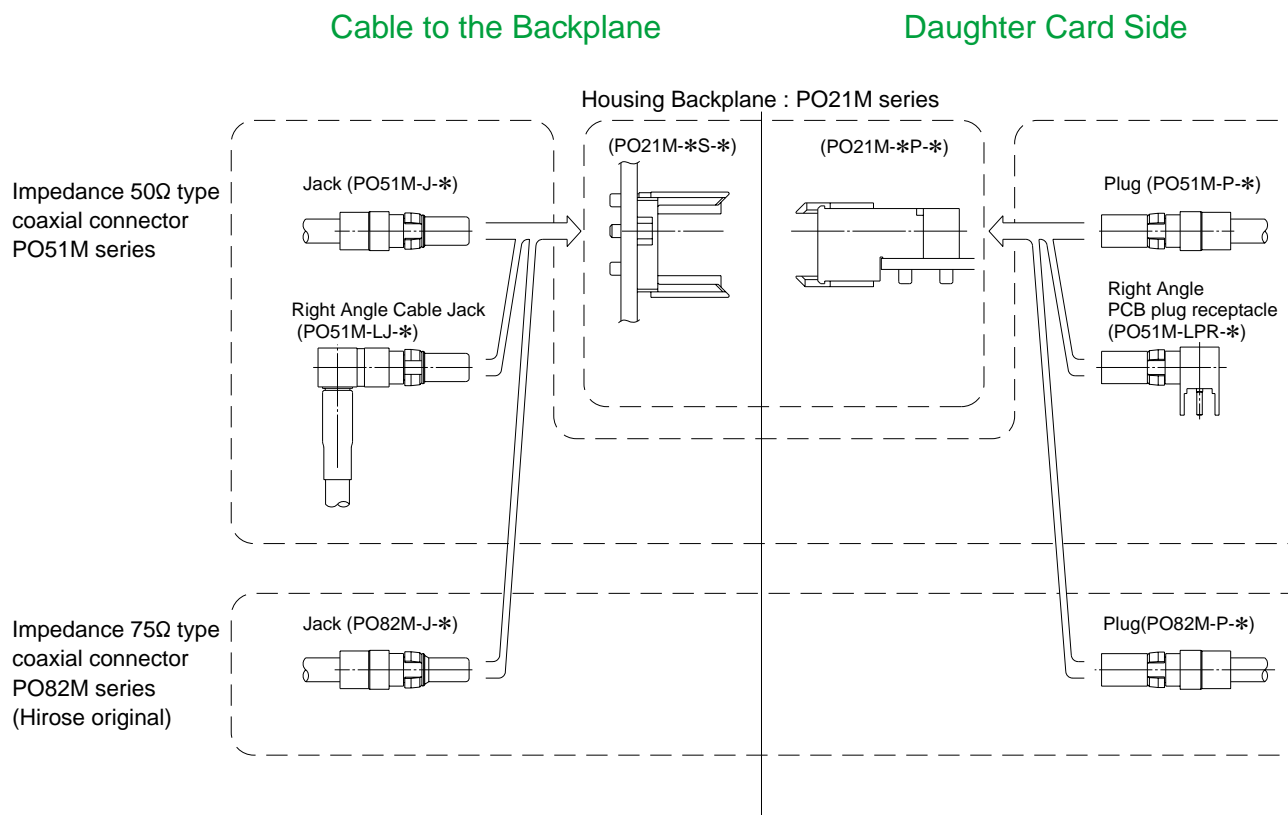 Cable to the Backplane
Daughter Card Side
Housing Backplane : PO21M series
(PO21M-✻S-✻)
(PO21M-✻P-✻)
Impedance 50Ω type
coaxial connector
PO51M series
Jack (PO51M-J-✻)
Right Angle Cable Jack
(PO51M-LJ-✻)
Plug (PO51M-P-✻)
Right Angle
PCB plug receptacle
(PO51M-LPR-✻)
Impedance 75Ω type
coaxial connector
PO82M series
(Hirose original)
Jack (PO82M-J-✻)
Plug(PO82M-P-✻)